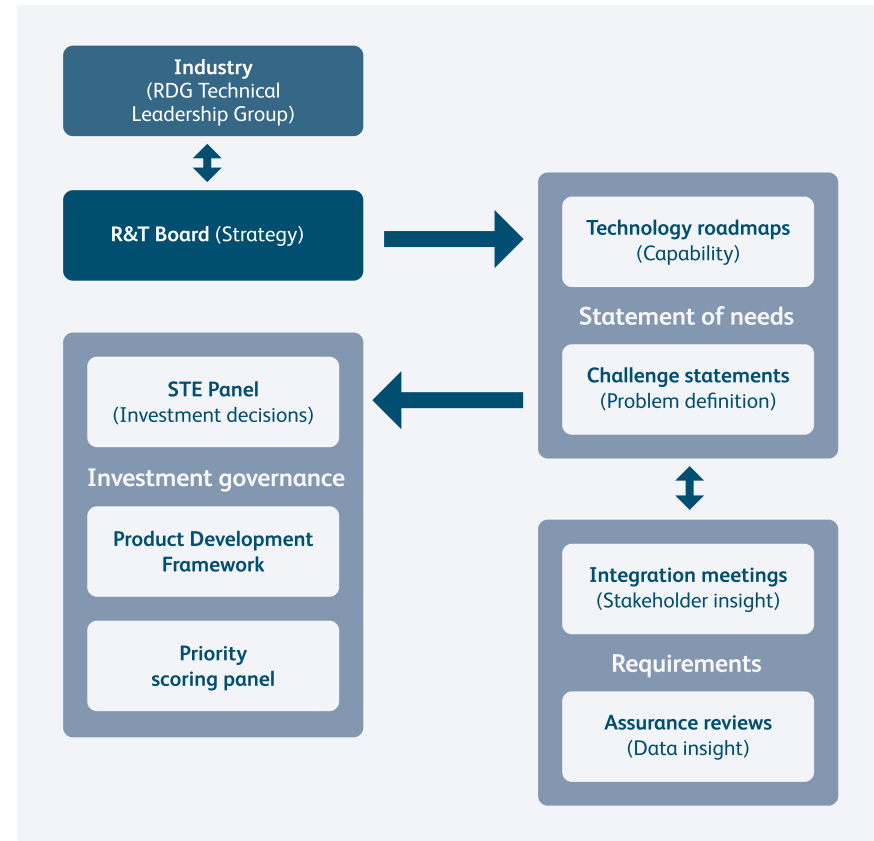 Industry
(RDG Technical
Leadership Group)
R&T Board (Strategy)
Technology roadmaps
(Capability)
Statement of needs
Challenge statements
(Problem definition)
STE Panel
(Investment decisions)
Investment governance
Product Development
Framework
Priority
scoring panel
Integration meetings
(Stakeholder insight)
Requirements
Assurance reviews
(Data insight)